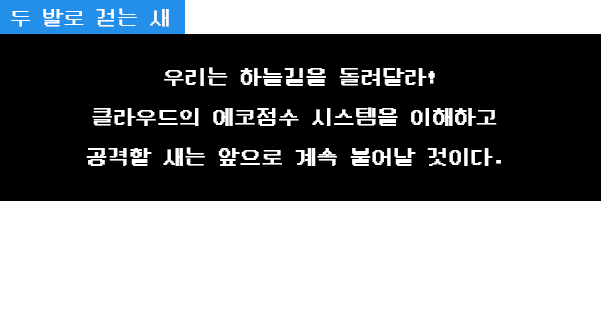 두 발로 걷는 새
우리는 하늘길을 돌려달라!
클라우드의 에코점수 시스템을 이해하고
공격할 새는 앞으로 계속 불어날 것이다.